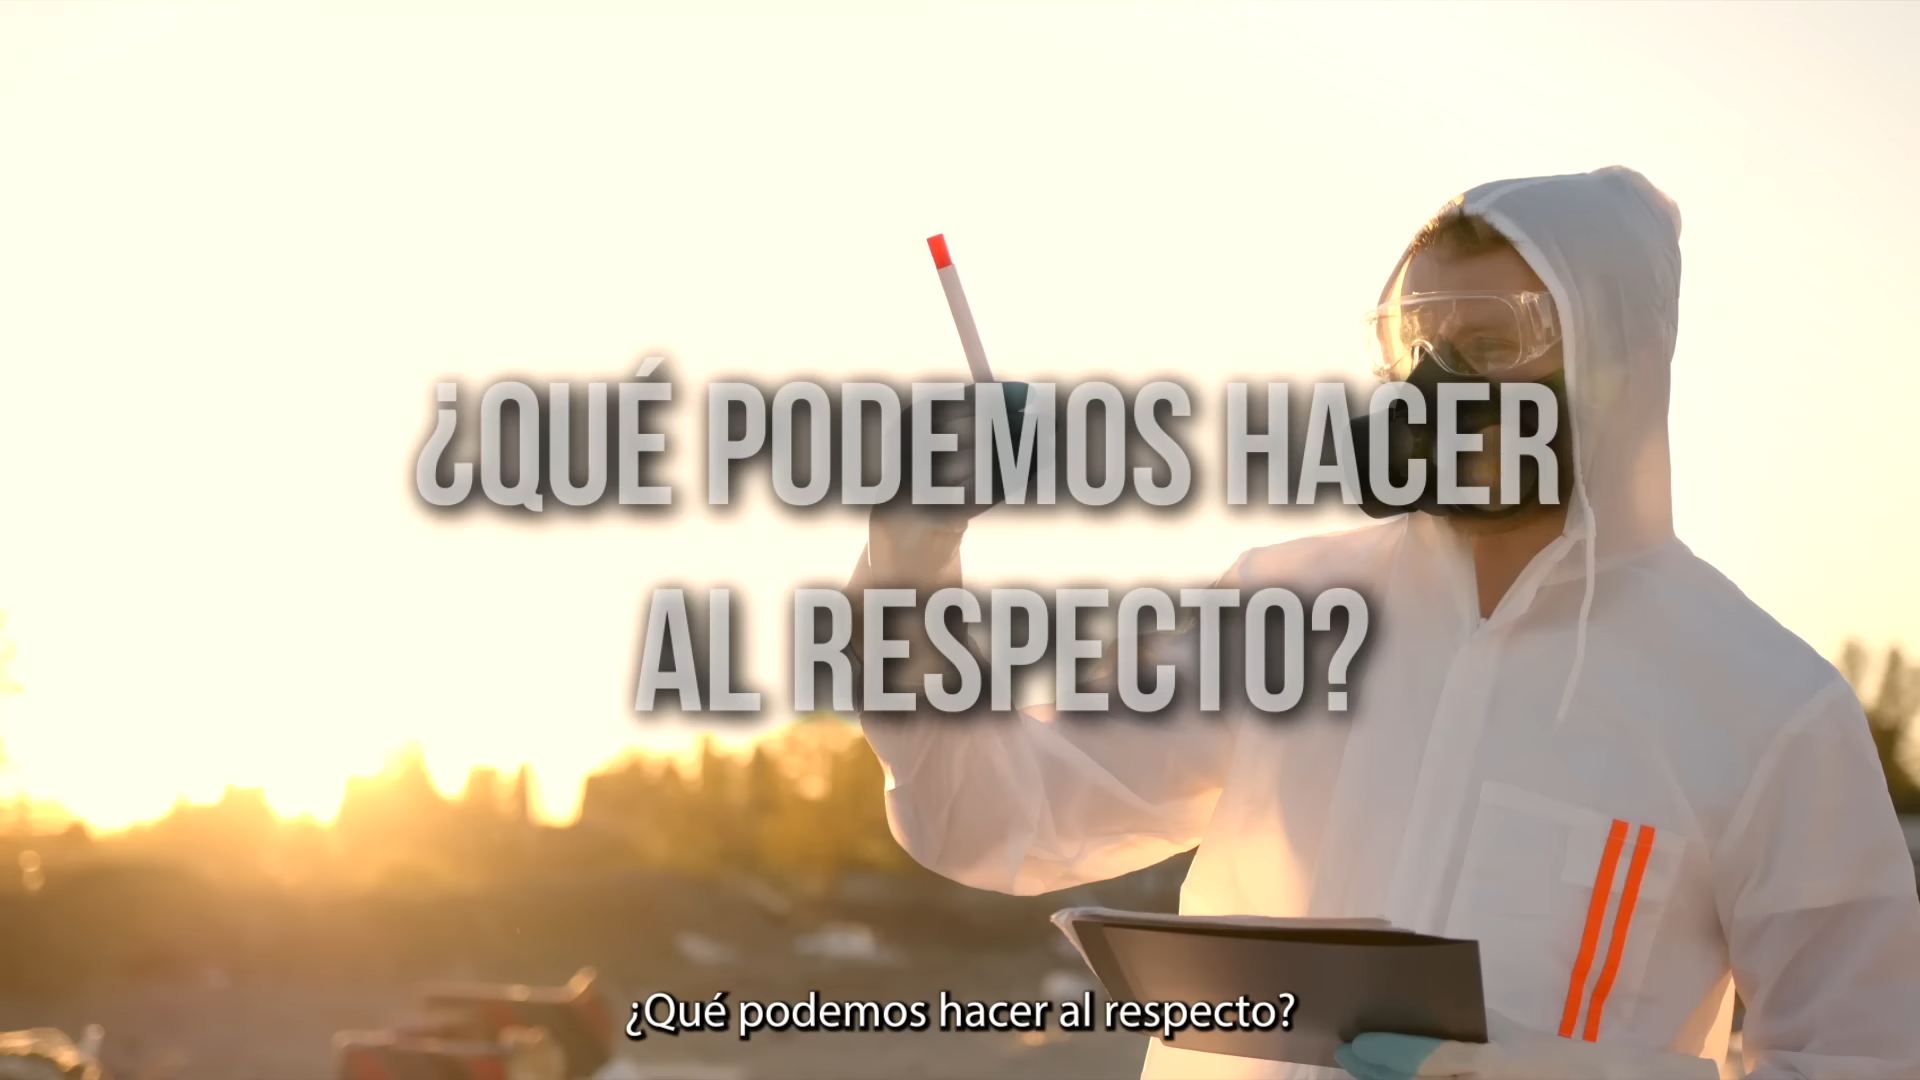 ¿QUÉ PODEMOS HACER
AL RESPECTO?
¿Qué podemos hacer al respecto?